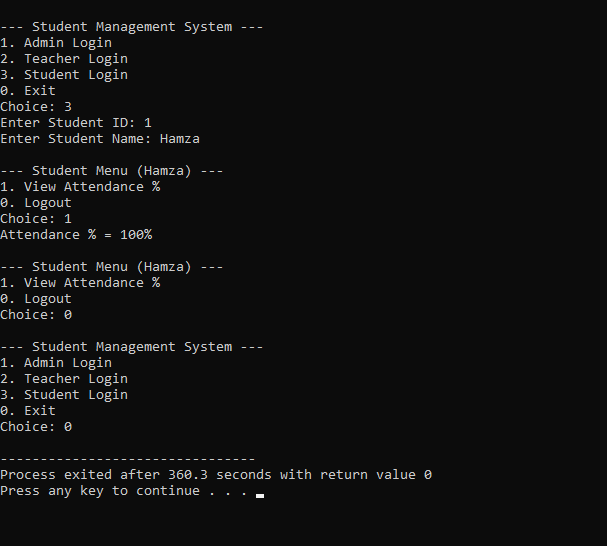 --- Student Management System ---
1. Admin Login
2. Teacher Login
3. Student Login
0. Exit
Choice: 3
Enter Student ID: 1
Enter Student Name: Hamza
--- Student Menu (Hamza) ---
1. View Attendance %
0. Logout
Choice: 1
Attendance % = 100%
--- Student Menu (Hamza) ---
1. View Attendance %
0. Logout
Choice: 0
--- Student Management System ---
1. Admin Login
2. Teacher Login
3. Student Login
0. Exit
Choice: 0
--------------------------------
Process exited after 360.3 seconds with return value 0
Press any key to continue . . .